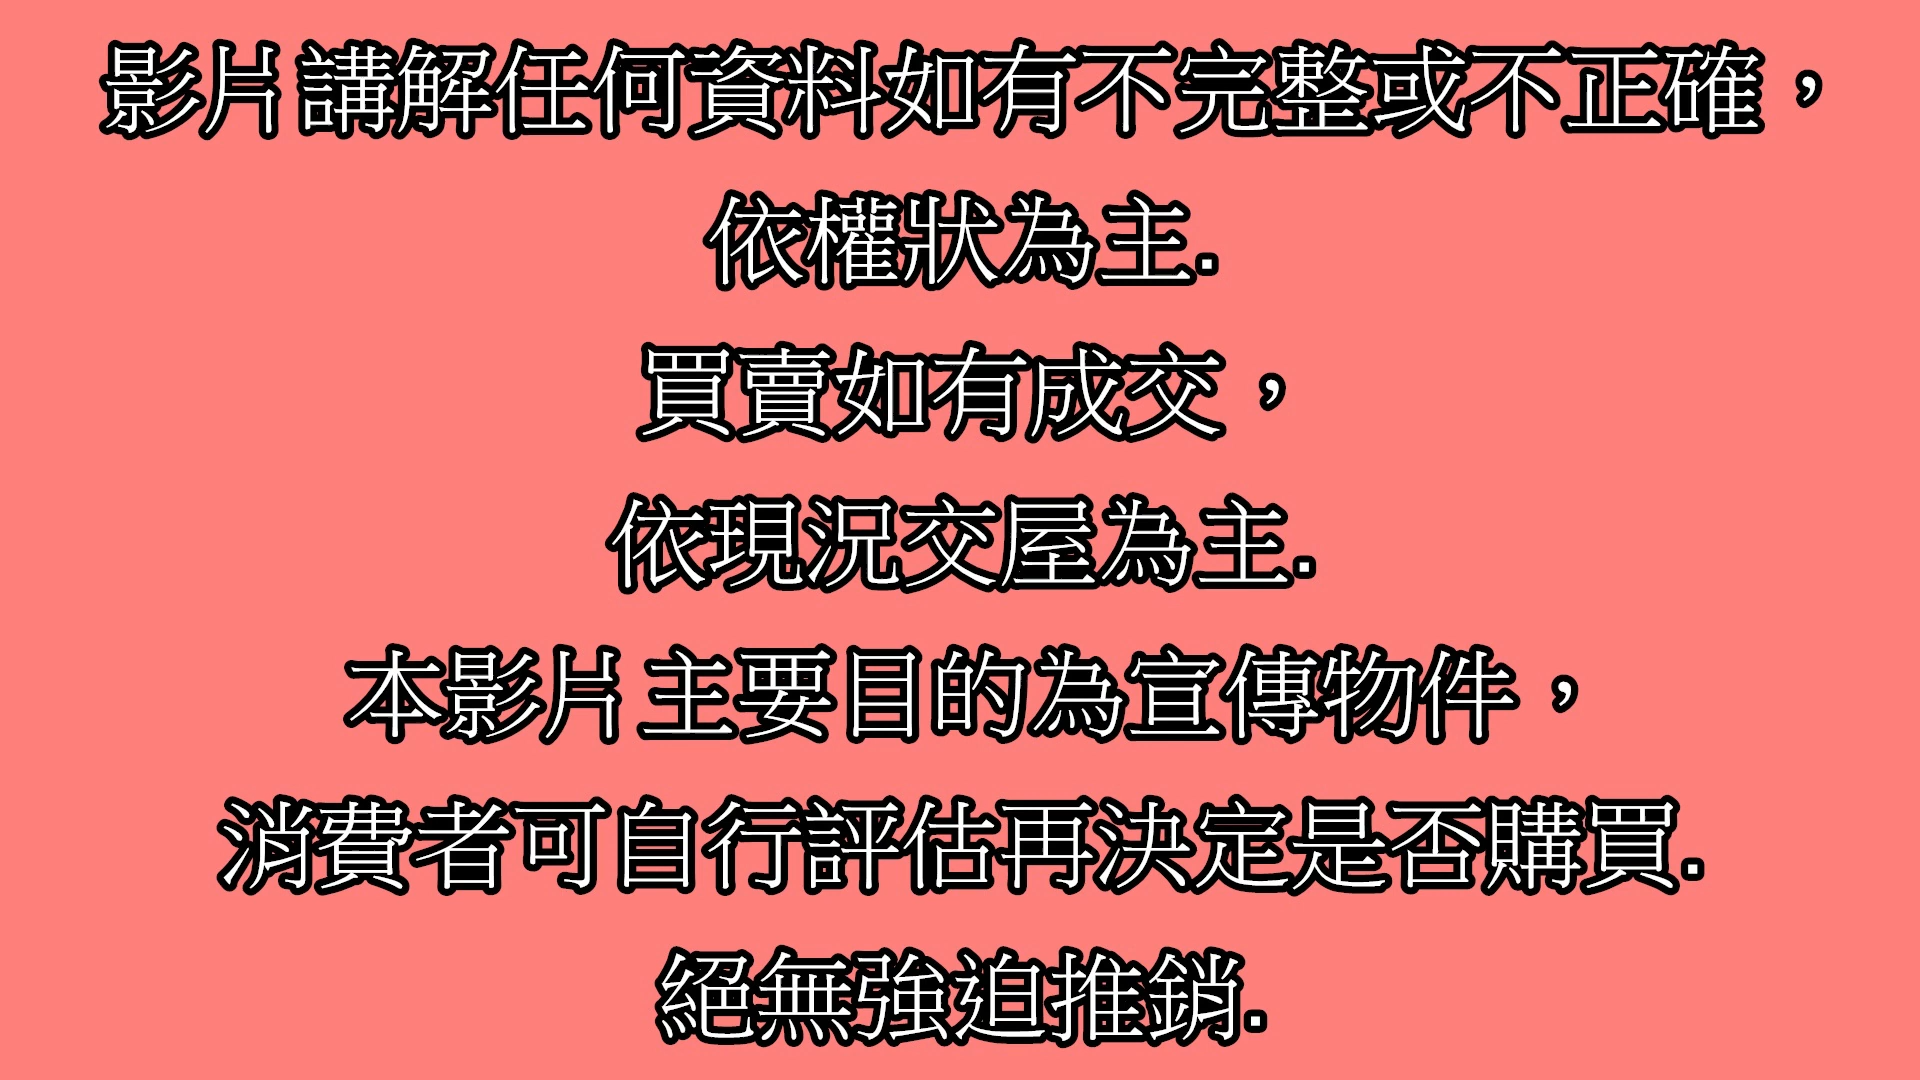 影片講解任何資料如有不完整或不正確，
依權狀為主.
買賣如有成交，
依現況交屋為主.
本影片主要目的為宣傳物件，
消費者可自行評估再決定是否購買.
絕無強迫推銷.